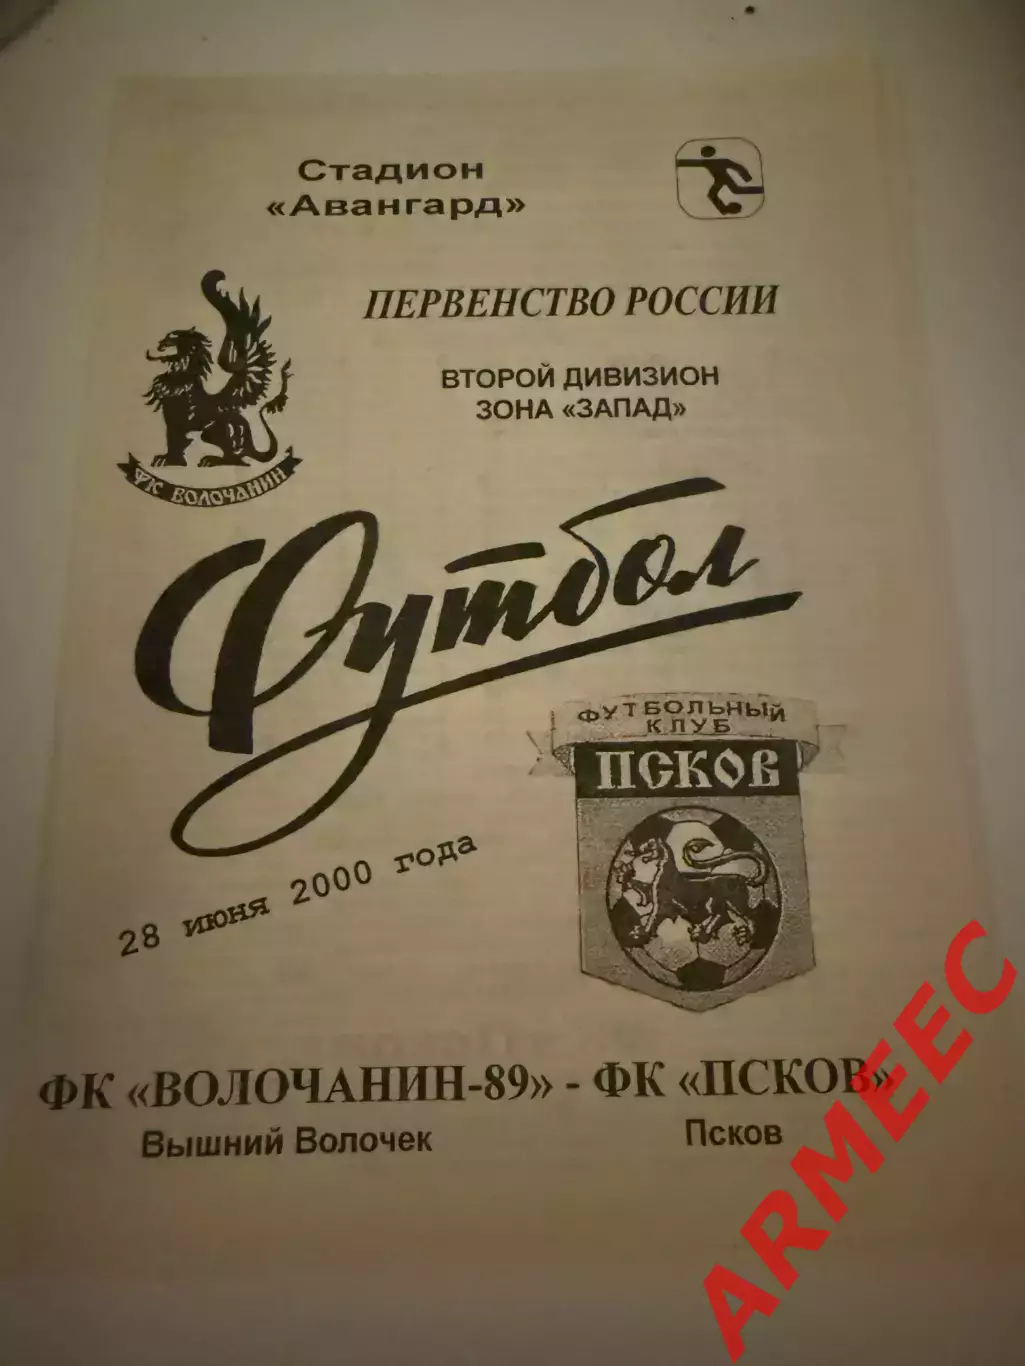 Стадион
«Авангард»
ПЕРВЕНСТВО РОССИИ
ВТОРОЙ ДИВИЗИОН
ЗОНА «ЗАПАД»
ФК ВОЛОЧАНИН
Футбол
ФУТБОЛЬНЫЙ
КЛУБ
ПСКОВ
28 июня 2000 года
ФК «ВОЛОЧАНИН-89» - ФК «ПСКОВ»
Вышний Волочек
Псков
ARMEEC